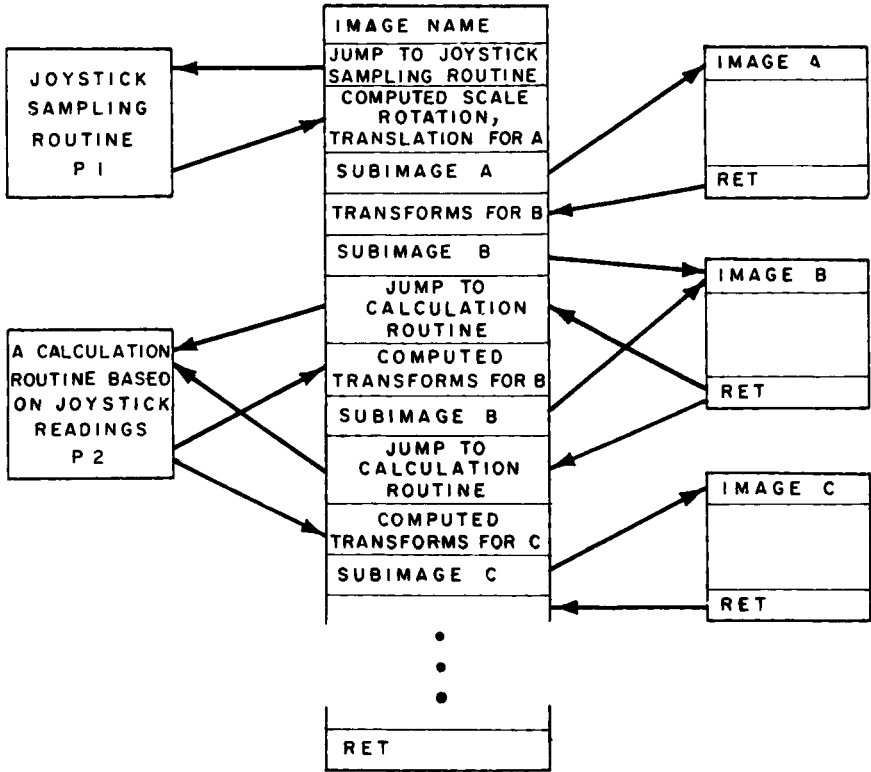 JOYSTICK
SAMPLING
ROUTINE
P 1
A CALCULATION
ROUTINE BASED
ON JOYSTICK
READINGS
P 2
IMAGE NAME
JUMP TO JOYSTICK
SAMPLING ROUTINE
COMPUTED SCALE
ROTATION,
TRANSLATION FOR A
SUBIMAGE A
TRANSFORMS FOR B
SUBIMAGE B
JUMP TO
CALCULATION
ROUTINE
COMPUTED
TRANSFORMS FOR B
SUBIMAGE B
JUMP TO
CALCULATION
ROUTINE
COMPUTED
TRANSFORMS FOR C
SUBIMAGE C
RET
IMAGE A
RET
IMAGE B
RET
IMAGE C
RET